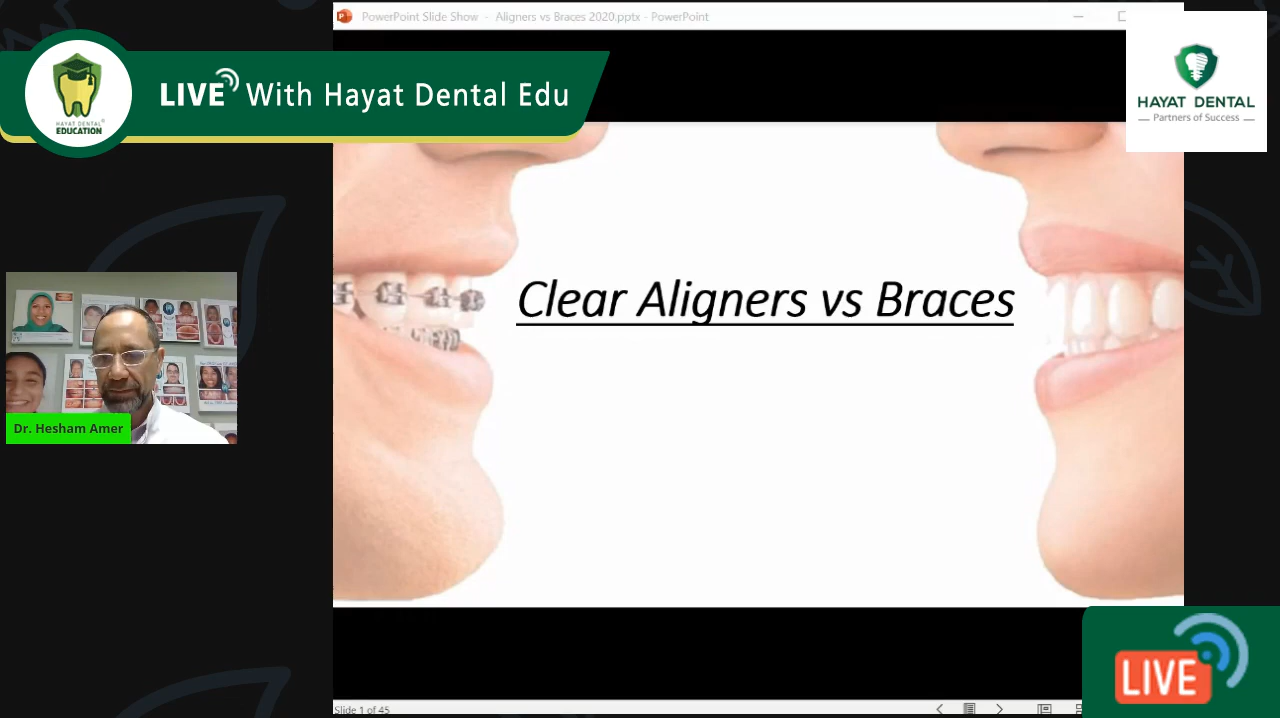 PowerPoint Slide Show - Aligners vs Braces 2020.pptx - PowerPoint
LIVE With Hayat Dental Edu
HAYAT DENTAL
EDUCATION
HAYAT DENTAL
Partners of Success
Clear Aligners vs Braces
Dr. Hesham Amer
LIVE
Slide 1 of 45